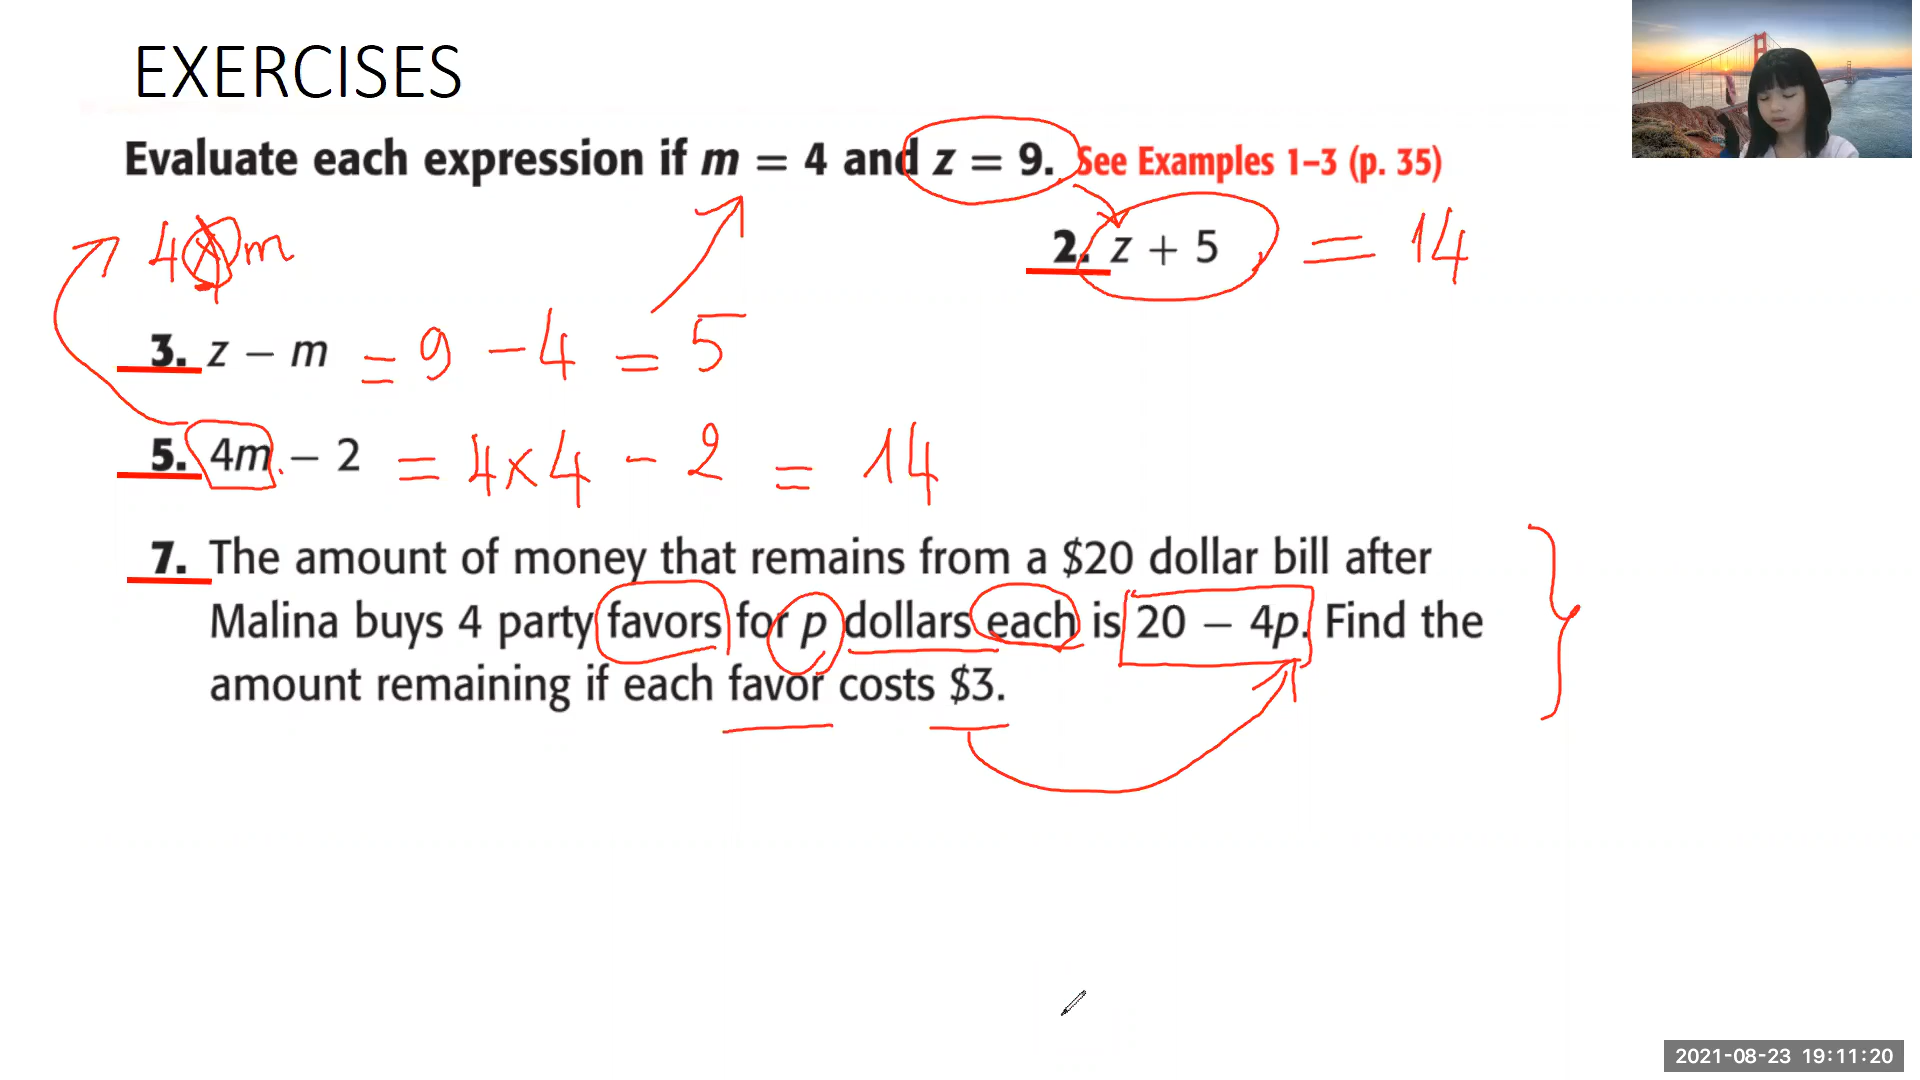 EXERCISES
Evaluate each expression if m = 4 and z = 9. See Examples 1–3 (p. 35)
4 × m
2. z + 5 = 14
3. z – m = 9 - 4 = 5
5. 4m – 2 = 4×4 - 2 = 14
7. The amount of money that remains from a $20 dollar bill after
Malina buys 4 party favors for p dollars each is 20 – 4p. Find the
amount remaining if each favor costs $3.
2021-08-23 19:11:20